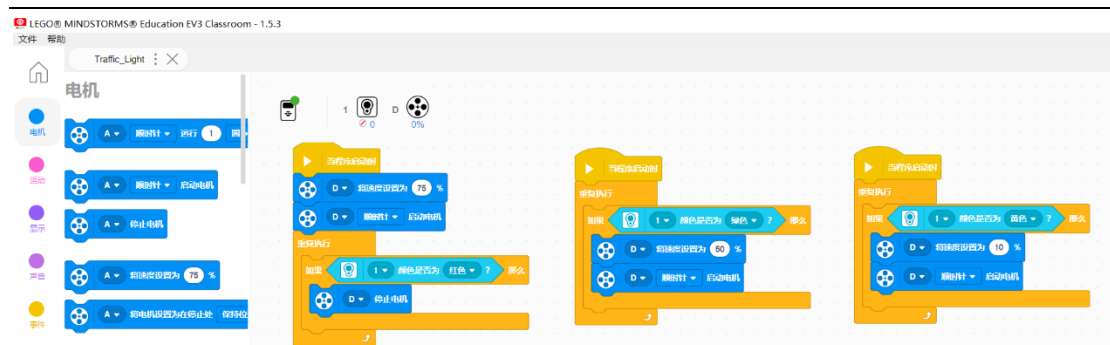 LEGO® MINDSTORMS® Education EV3 Classroom - 1.5.3
文件 帮助
Traffic_Light
电机
电机
运动
显示
声音
事件
A 顺时针 运行 1 圈
A 顺时针 启动电机
A 停止电机
A 将速度设置为 75 %
A 将电机设置为在停止处 保持位
1 D
0 0%
当程序启动时
D 将速度设置为 75 %
D 顺时针 启动电机
重复执行
如果 1 颜色是否为 红色 ? 那么
D 停止电机
当程序启动时
重复执行
如果 1 颜色是否为 绿色 ? 那么
D 将速度设置为 50 %
D 顺时针 启动电机
当程序启动时
重复执行
如果 1 颜色是否为 黄色 ? 那么
D 将速度设置为 10 %
D 顺时针 启动电机